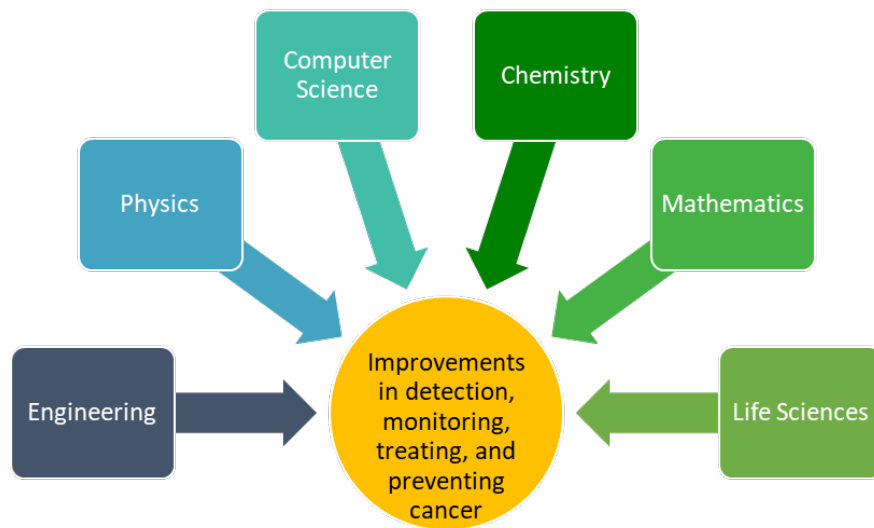 Computer
Science
Chemistry
Physics
Mathematics
Engineering
Improvements
in detection,
monitoring,
treating, and
preventing
cancer
Life Sciences